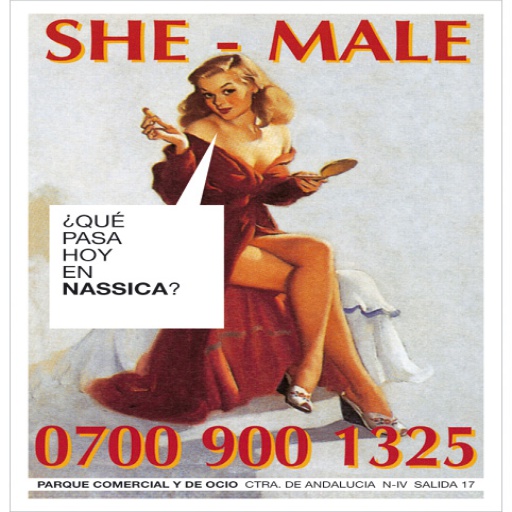 SHE - MALE
¿QUÉ
PASA
HOY
EN
NASSICA?
0700 900 1325
PARQUE COMERCIAL Y DE OCIO CTRA. DE ANDALUCIA N-IV SALIDA 17